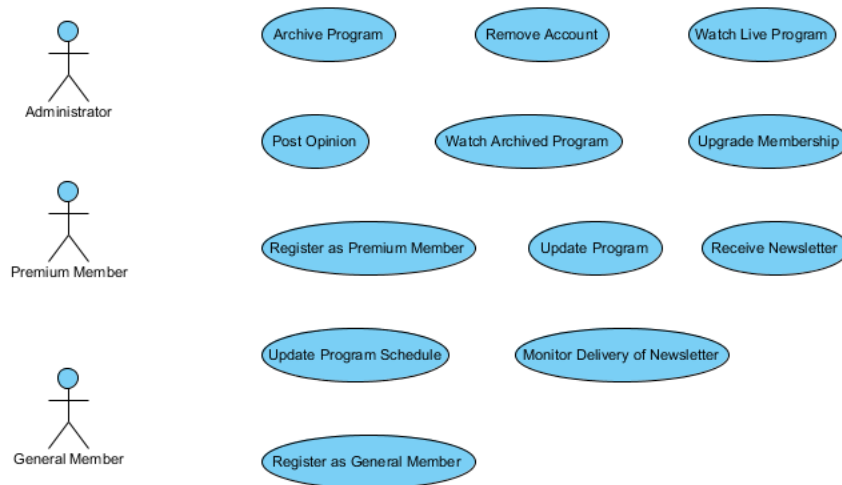 Archive Program
Remove Account
Watch Live Program
Administrator
Post Opinion
Watch Archived Program
Upgrade Membership
Premium Member
Register as Premium Member
Update Program
Receive Newsletter
Update Program Schedule
Monitor Delivery of Newsletter
General Member
Register as General Member